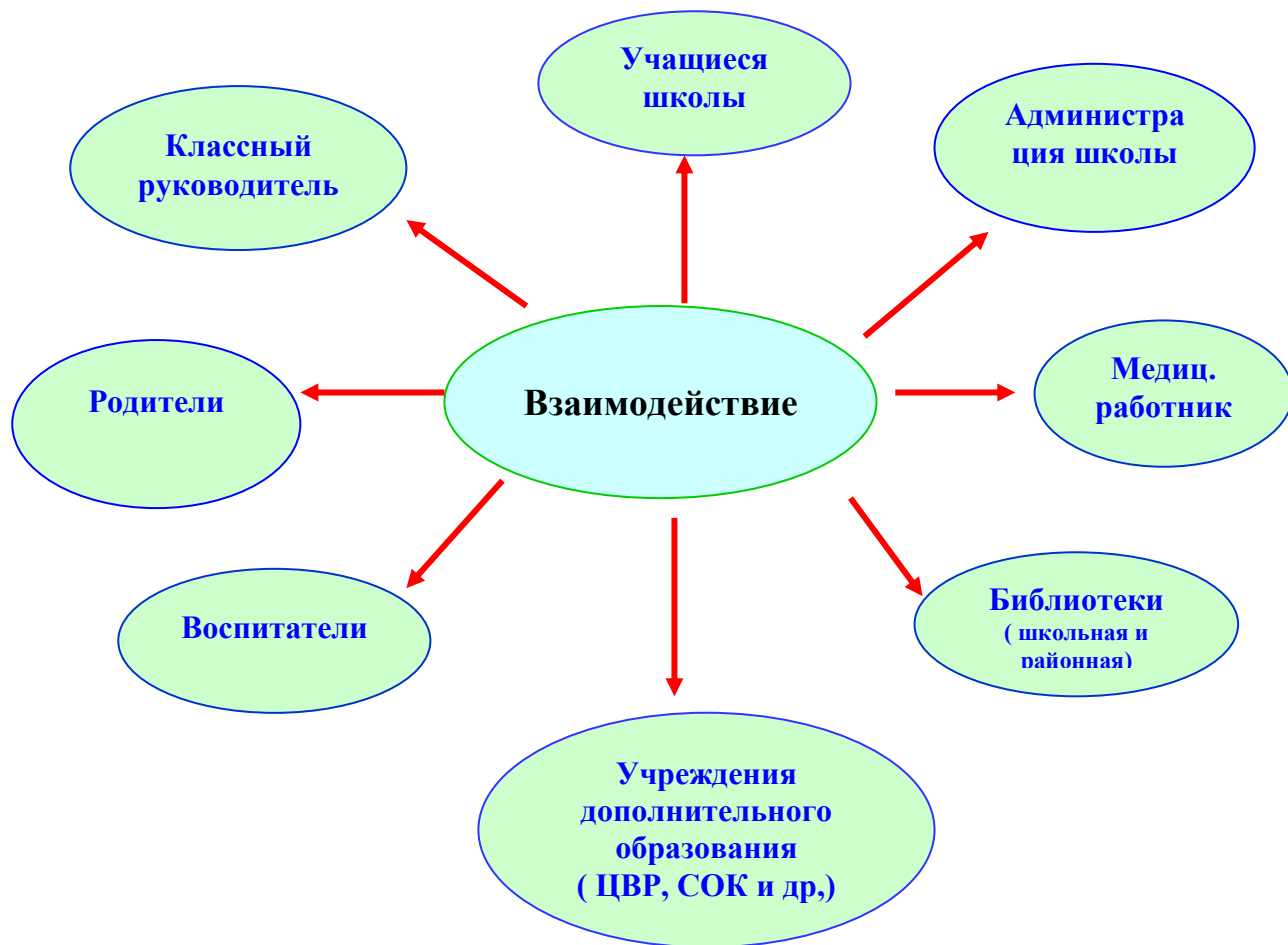 Учащиеся
школы
Администра
ция школы
Классный
руководитель
Медиц.
работник
Родители
Взаимодействие
Библиотеки
( школьная и
районная)
Воспитатели
Учреждения
дополнительного
образования
( ЦВР, СОК и др,)